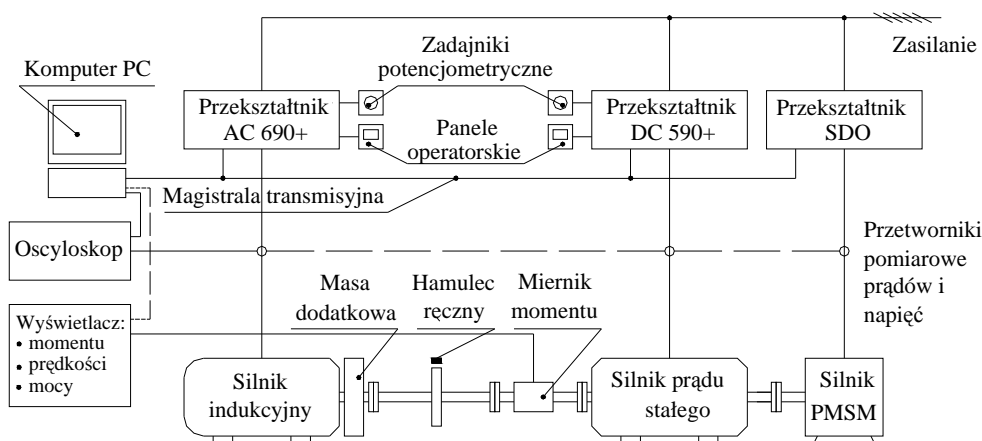 Zasilanie
Zadajniki
potencjometryczne
Komputer PC
Przekształtnik
AC 690+
Przekształtnik
DC 590+
Przekształtnik
SDO
Panele
operatorskie
Magistrala transmisyjna
Oscyloskop
Przetworniki
pomiarowe
prądów i
napięć
Masa
dodatkowa
Hamulec
ręczny
Miernik
momentu
Wyświetlacz:
• momentu
• prędkości
• mocy
Silnik
indukcyjny
Silnik prądu
stałego
Silnik
PMSM